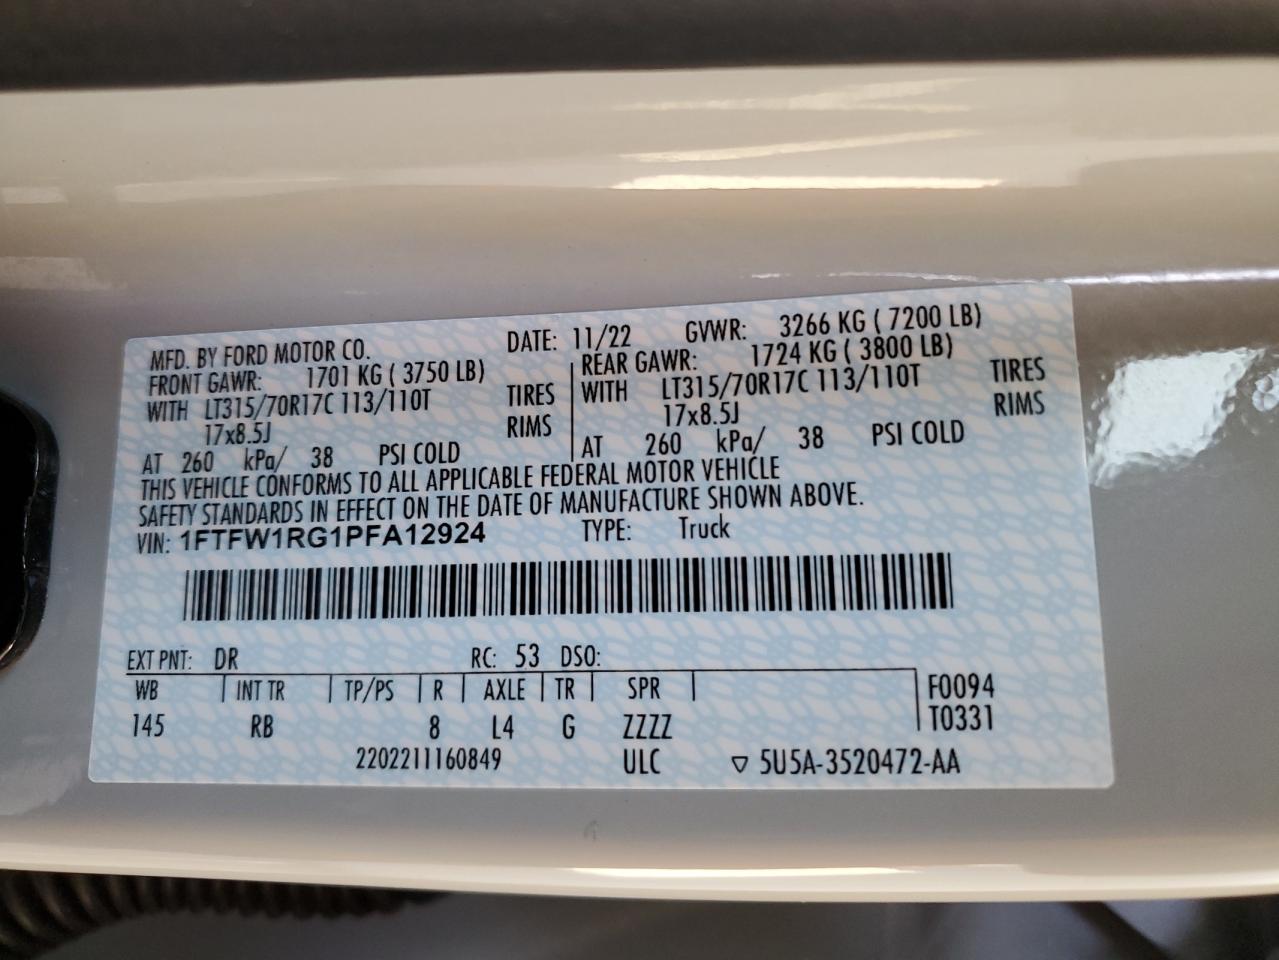 MFD. BY FORD MOTOR CO. DATE: 11/22 GVWR: 3266 KG ( 7200 LB)
FRONT GAWR: 1701 KG ( 3750 LB) REAR GAWR: 1724 KG ( 3800 LB)
WITH LT315/70R17C 113/110T TIRES WITH LT315/70R17C 113/110T TIRES
17x8.5J RIMS 17x8.5J RIMS
AT 260 kPa/ 38 PSI COLD AT 260 kPa/ 38 PSI COLD
THIS VEHICLE CONFORMS TO ALL APPLICABLE FEDERAL MOTOR VEHICLE
SAFETY STANDARDS IN EFFECT ON THE DATE OF MANUFACTURE SHOWN ABOVE.
VIN: 1FTFW1RG1PFA12924 TYPE: Truck
EXT PNT: DR RC: 53 DSO:
WB INT TR TP/PS R AXLE TR SPR F0094
145 RB 8 L4 G ZZZZ T0331
2202211160849 ULC ▽ 5U5A-3520472-AA